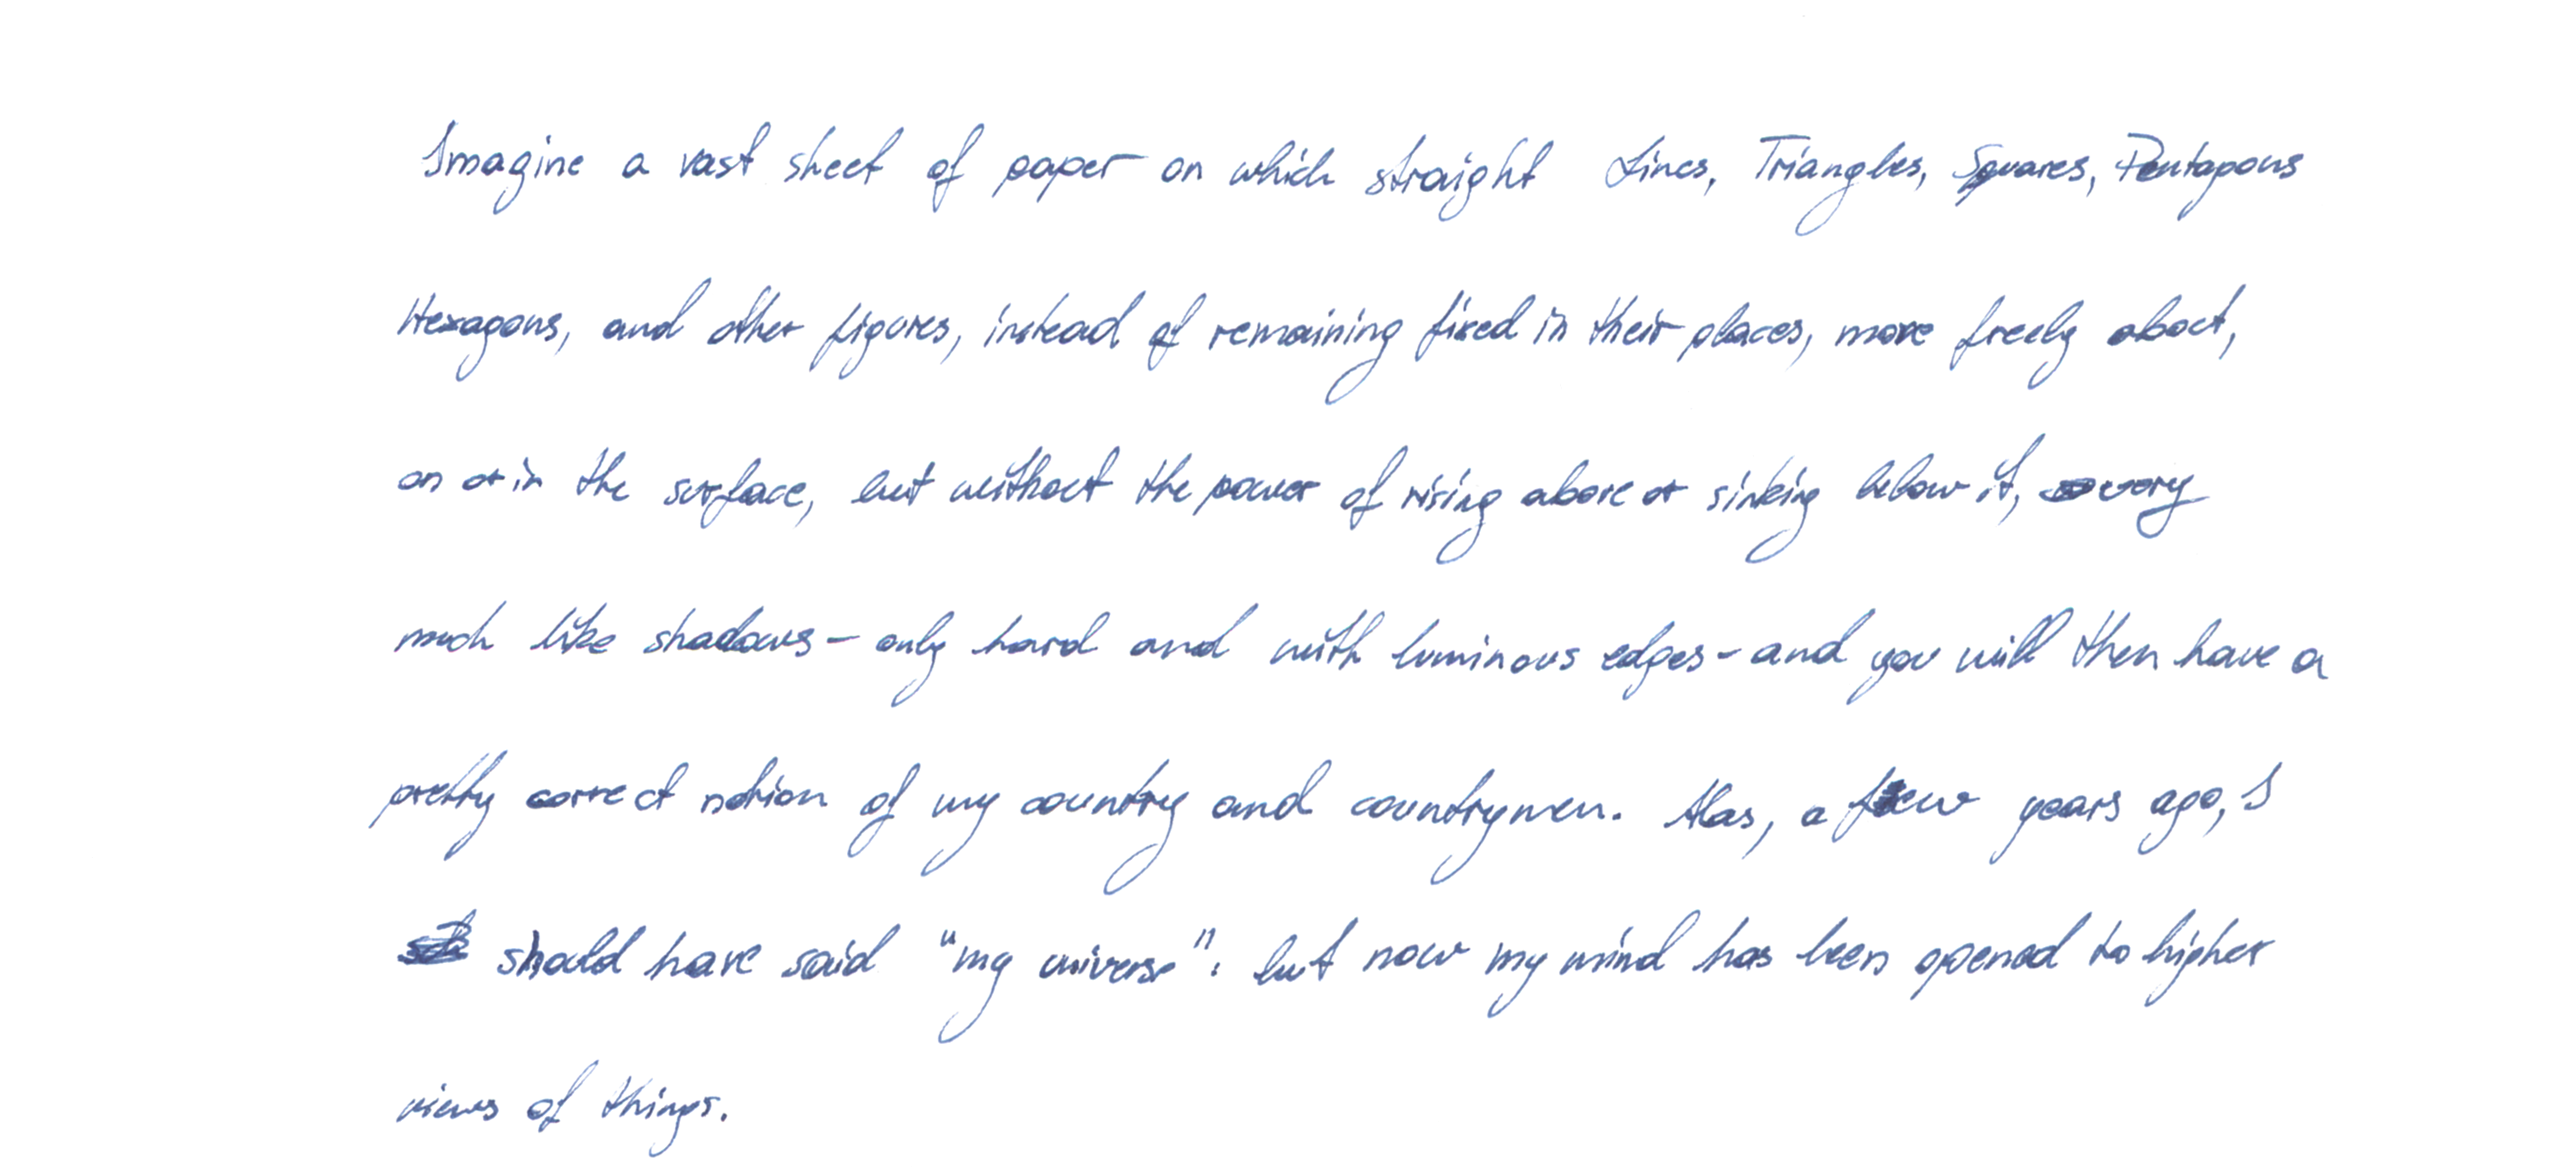 Imagine a vast sheet of paper on which straight Lines, Triangles, Squares, Pentagons
Hexagons, and other figures, instead of remaining fixed in their places, move freely about,
on or in the surface, but without the power of rising above or sinking below it, very
much like shadows - only hard and with luminous edges - and you will then have a
pretty correct notion of my country and countrymen. Alas, a few years ago, I
should have said "my universe": but now my mind has been opened to higher
views of things.